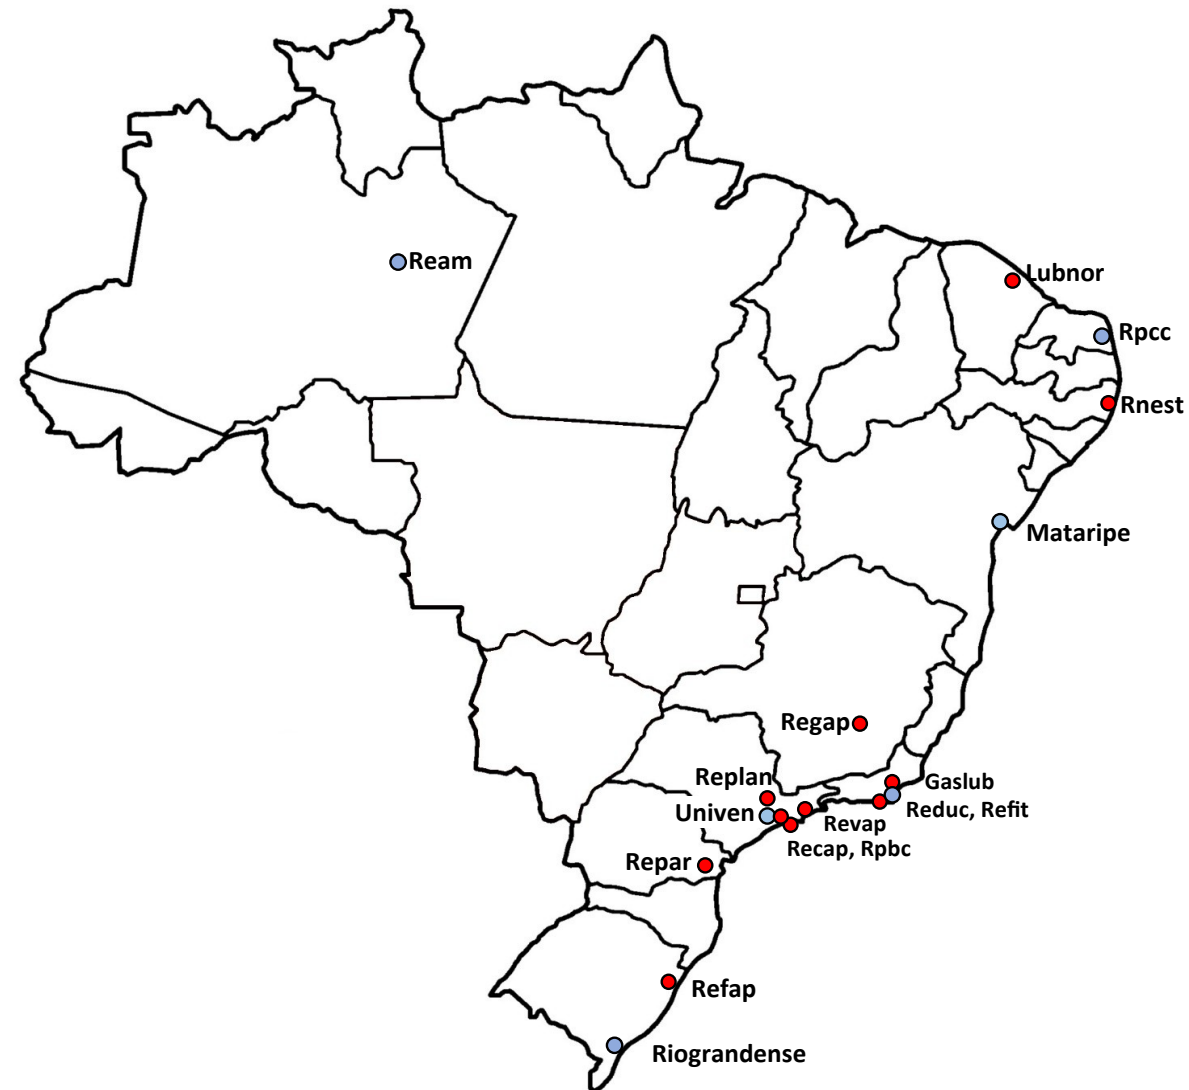 Ream
Lubnor
Rpcc
Rnest
Mataripe
Regap
Replan
Gaslub
Univen
Reduc, Refit
Revap
Recap, Rpbc
Repar
Refap
Riograndense